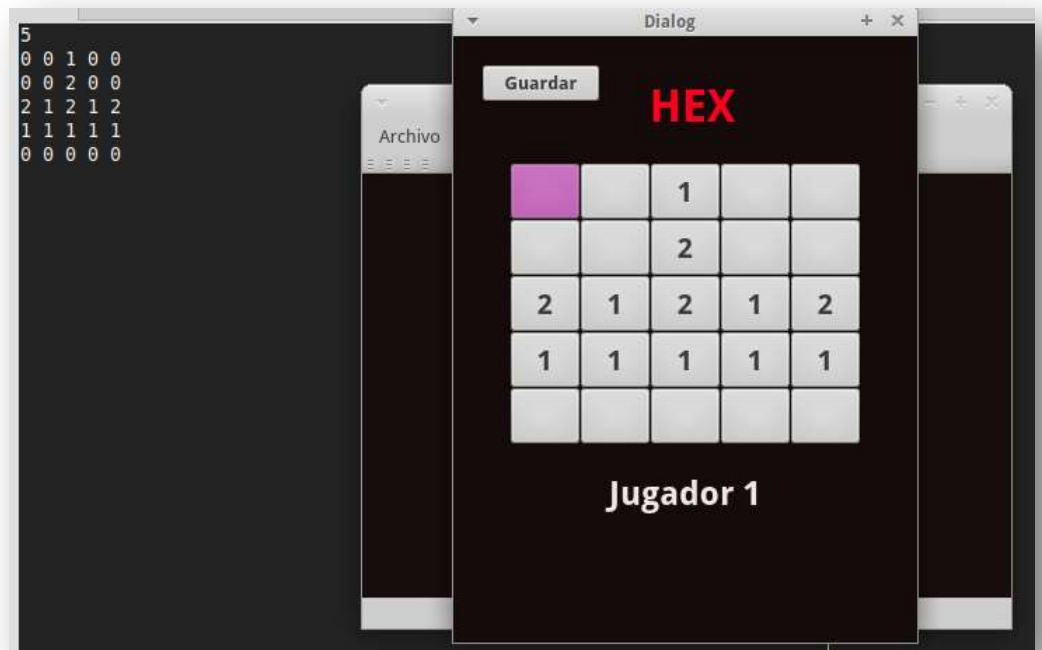 5
0 0 1 0 0
0 0 2 0 0
2 1 2 1 2
1 1 1 1 1
0 0 0 0 0
Archivo
Dialog
Guardar
HEX
1
2
2 1 2 1 2
1 1 1 1 1
Jugador 1